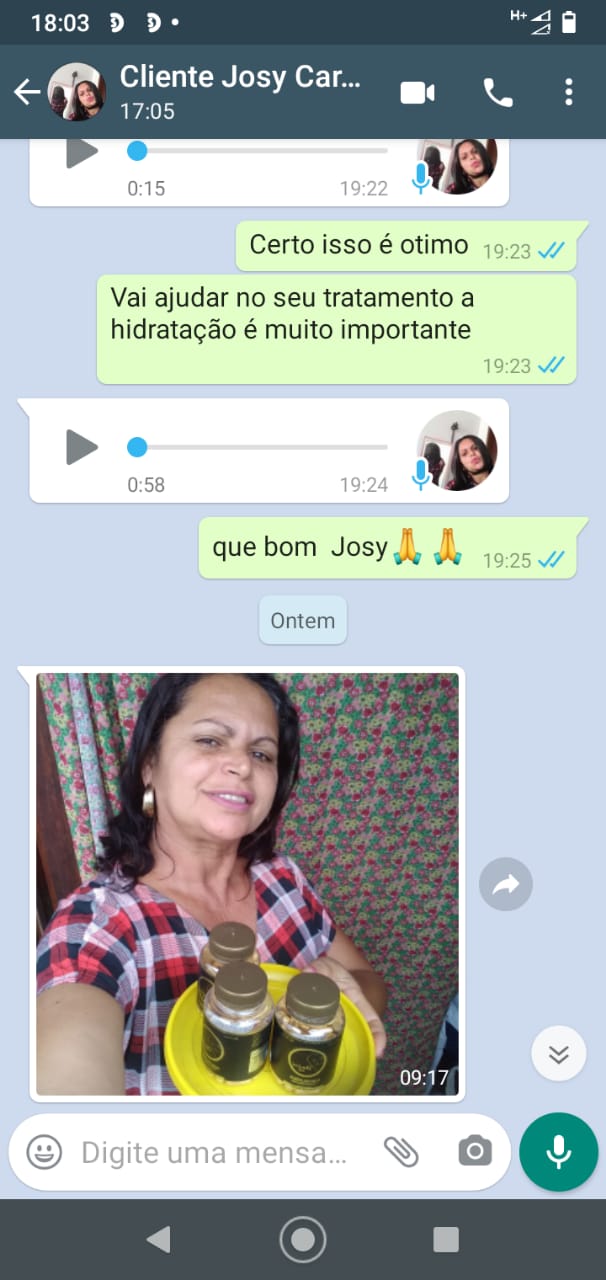 18:03
H+
Cliente Josy Car...
17:05
0:15 19:22
Certo isso é otimo 19:23
Vai ajudar no seu tratamento a
hidratação é muito importante
19:23
0:58 19:24
que bom Josy🙏🙏 19:25
Ontem
09:17
Digite uma mensa...